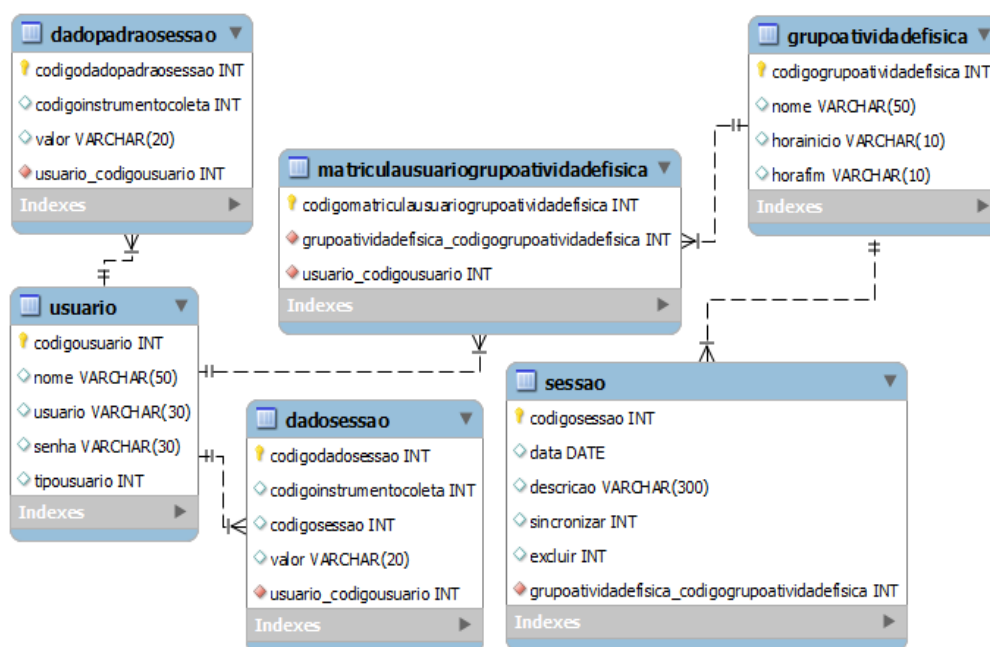 dadopadraosessao
codigodadopadraosessao INT
codigoinstrumentocoleta INT
valor VARCHAR(20)
usuario_codigousuario INT
Indexes
grupoatividadefisica
codigogrupoatividadefisica INT
nome VARCHAR(50)
horainicio VARCHAR(10)
horafim VARCHAR(10)
Indexes
matriculausuariogrupoatividadefisica
codigomatriculausuariogrupoatividadefisica INT
grupoatividadefisica_codigogrupoatividadefisica INT
usuario_codigousuario INT
Indexes
usuario
codigousuario INT
nome VARCHAR(50)
usuario VARCHAR(30)
senha VARCHAR(30)
tipousuario INT
Indexes
dadosessao
codigodadosessao INT
codigoinstrumentocoleta INT
codigosessao INT
valor VARCHAR(20)
usuario_codigousuario INT
Indexes
sessao
codigosessao INT
data DATE
descricao VARCHAR(300)
sincronizar INT
excluir INT
grupoatividadefisica_codigogrupoatividadefisica INT
Indexes